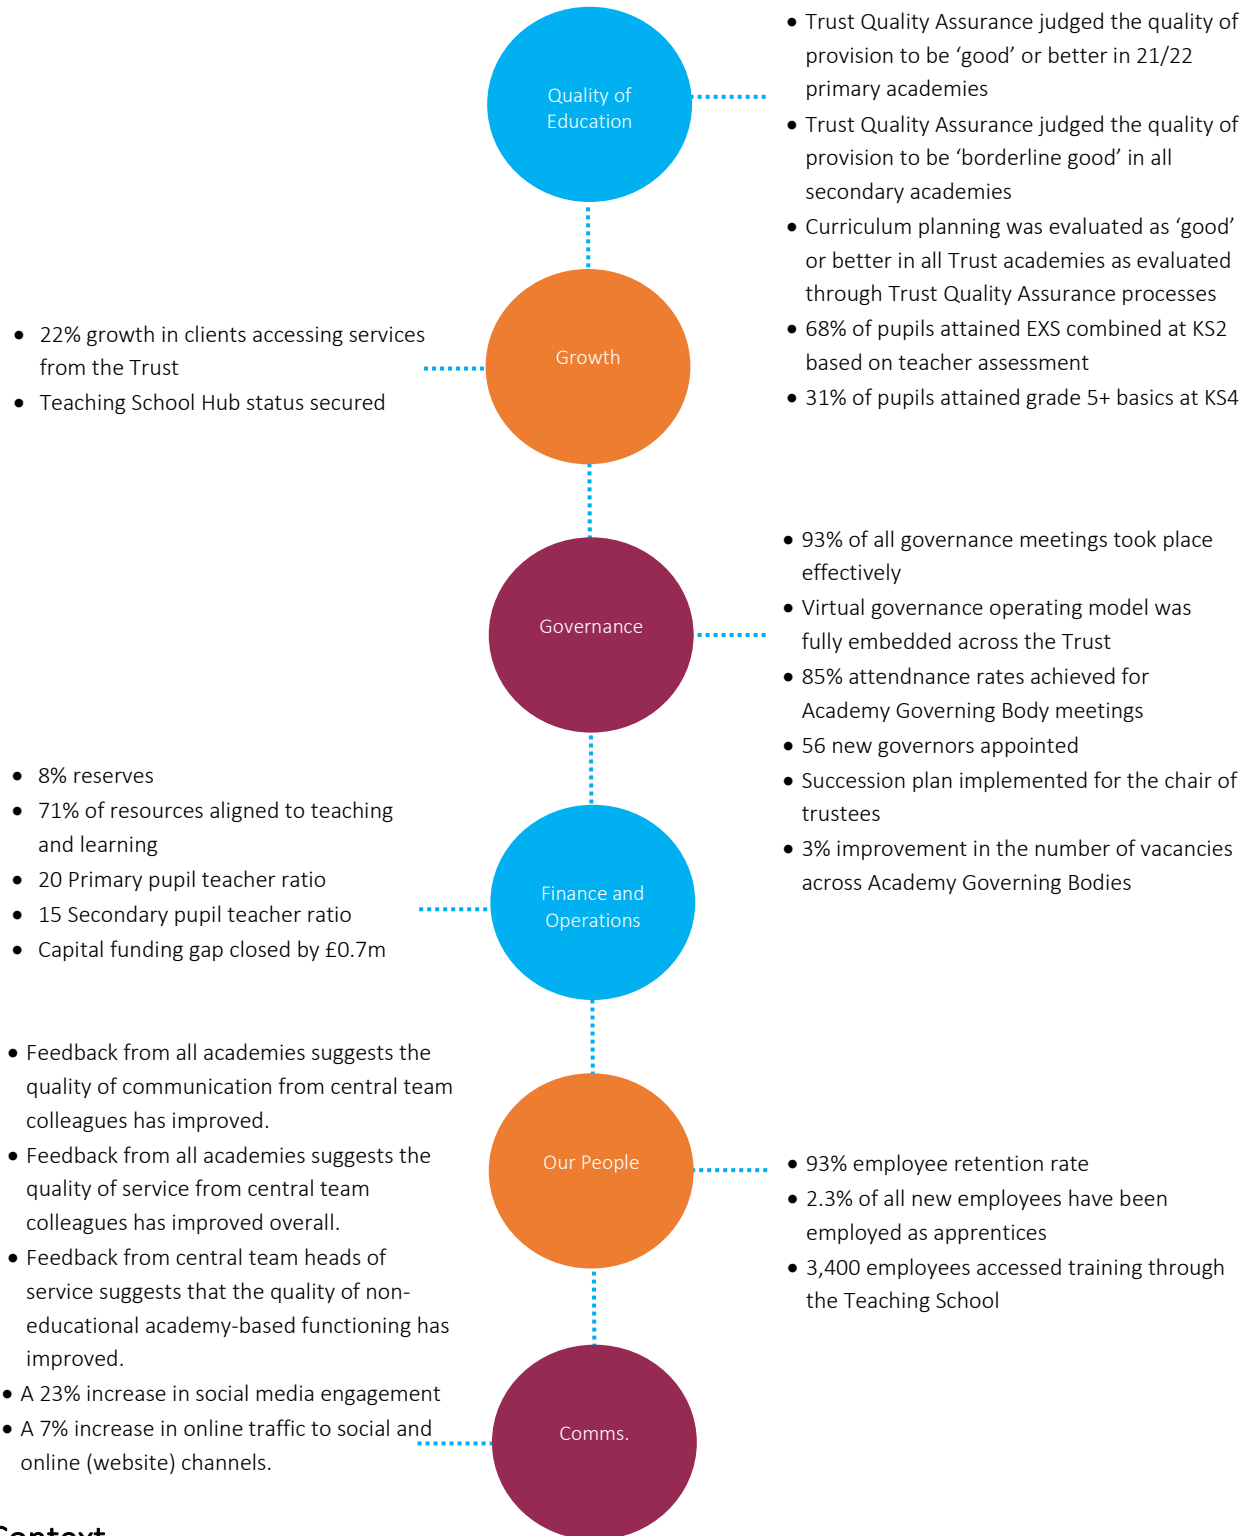 Quality of
Education
• Trust Quality Assurance judged the quality of
provision to be ‘good’ or better in 21/22
primary academies
• Trust Quality Assurance judged the quality of
provision to be ‘borderline good’ in all
secondary academies
• Curriculum planning was evaluated as ‘good’
or better in all Trust academies as evaluated
through Trust Quality Assurance processes
• 68% of pupils attained EXS combined at KS2
based on teacher assessment
• 31% of pupils attained grade 5+ basics at KS4
Growth
• 22% growth in clients accessing services
from the Trust
• Teaching School Hub status secured
Governance
• 93% of all governance meetings took place
effectively
• Virtual governance operating model was
fully embedded across the Trust
• 85% attendnance rates achieved for
Academy Governing Body meetings
• 56 new governors appointed
• Succession plan implemented for the chair of
trustees
• 3% improvement in the number of vacancies
across Academy Governing Bodies
Finance and
Operations
• 8% reserves
• 71% of resources aligned to teaching
and learning
• 20 Primary pupil teacher ratio
• 15 Secondary pupil teacher ratio
• Capital funding gap closed by £0.7m
Our People
• 93% employee retention rate
• 2.3% of all new employees have been
employed as apprentices
• 3,400 employees accessed training through
the Teaching School
Comms.
• Feedback from all academies suggests the
quality of communication from central team
colleagues has improved.
• Feedback from all academies suggests the
quality of service from central team
colleagues has improved overall.
• Feedback from central team heads of
service suggests that the quality of non-
educational academy-based functioning has
improved.
• A 23% increase in social media engagement
• A 7% increase in online traffic to social and
online (website) channels.
Context